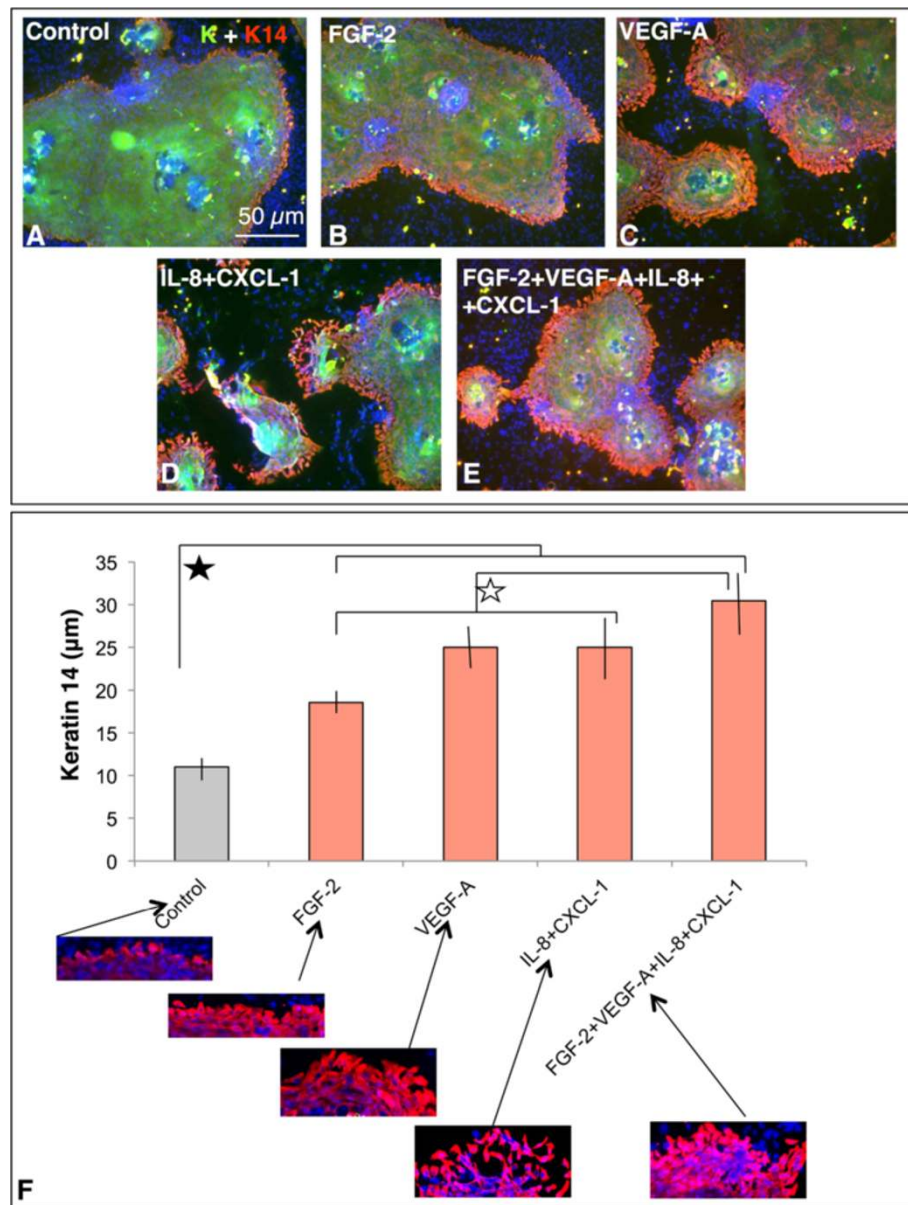 Control K + K14
FGF-2
VEGF-A
50 µm
A
B
C
IL-8+CXCL-1
FGF-2+VEGF-A+IL-8+
+CXCL-1
D
E
Keratin 14 (µm)
35
30
25
20
15
10
5
0
Control
FGF-2
VEGF-A
IL-8+CXCL-1
FGF-2+VEGF-A+IL-8+CXCL-1
F